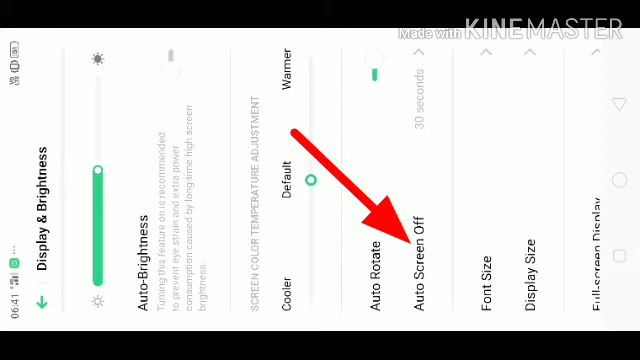 Made with KINEMASTER
06:41
Display & Brightness
Auto-Brightness
Turning this feature on is recommended
to prevent eye strain and extra power
consumption caused by long-time high screen
brightness.
SCREEN COLOR TEMPERATURE ADJUSTMENT
Cooler Default Warmer
Auto Rotate
Auto Screen Off 30 seconds
Font Size
Display Size
Full-screen Display